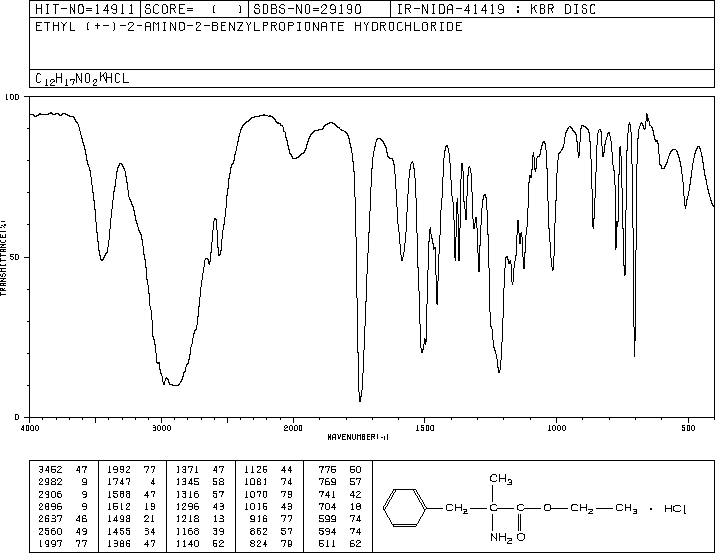 HIT-NO=14911 SCORE= ( ) SDBS-NO=29190 IR-NIDA-41419 : KBR DISC
ETHYL (+-)-2-AMINO-2-BENZYLPROPIONATE HYDROCHLORIDE
C12H17NO2*HCL
100
50
0
TRANSMITTANCE(%)
4000 3000 2000 1500 1000 500
WAVENUMBER(-1)
3462 47 1992 77 1371 47 1126 44 776 50
2982 9 1747 4 1345 58 1081 74 769 57
2906 9 1588 47 1316 57 1070 79 741 42
2896 9 1512 19 1296 43 1016 43 704 18
2637 46 1498 21 1218 13 916 77 599 74
2560 49 1455 34 1168 39 862 57 594 74
1997 77 1386 47 1140 52 824 79 511 62
CH3
CH2 C C O CH2 CH3 · HCl
NH2 O